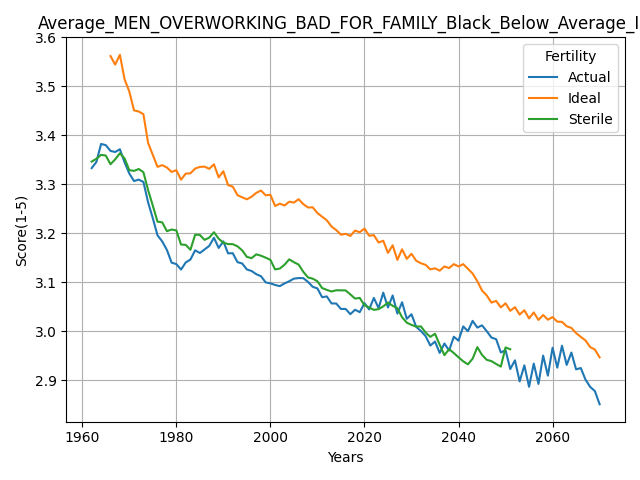 Average_MEN_OVERWORKING_BAD_FOR_FAMILY_Black_Below_Average_I
Score(1-5)
3.6
3.5
3.4
3.3
3.2
3.1
3.0
2.9
Fertility
Actual
Ideal
Sterile
1960 1980 2000 2020 2040 2060
Years